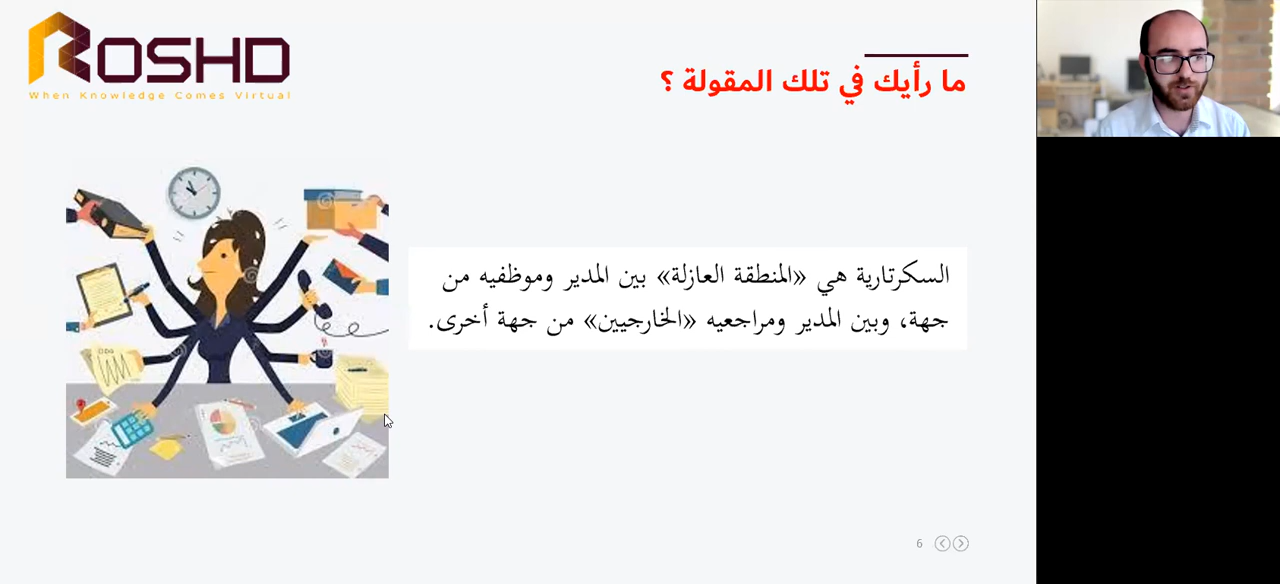 ROSHD
When Knowledge Comes Virtual
ما رأيك في تلك المقولة ؟
السكرتارية هي «المنطقة العازلة» بين المدير وموظفيه من
جهة، وبين المدير ومراجعيه «الخارجيين» من جهة أخرى.
6